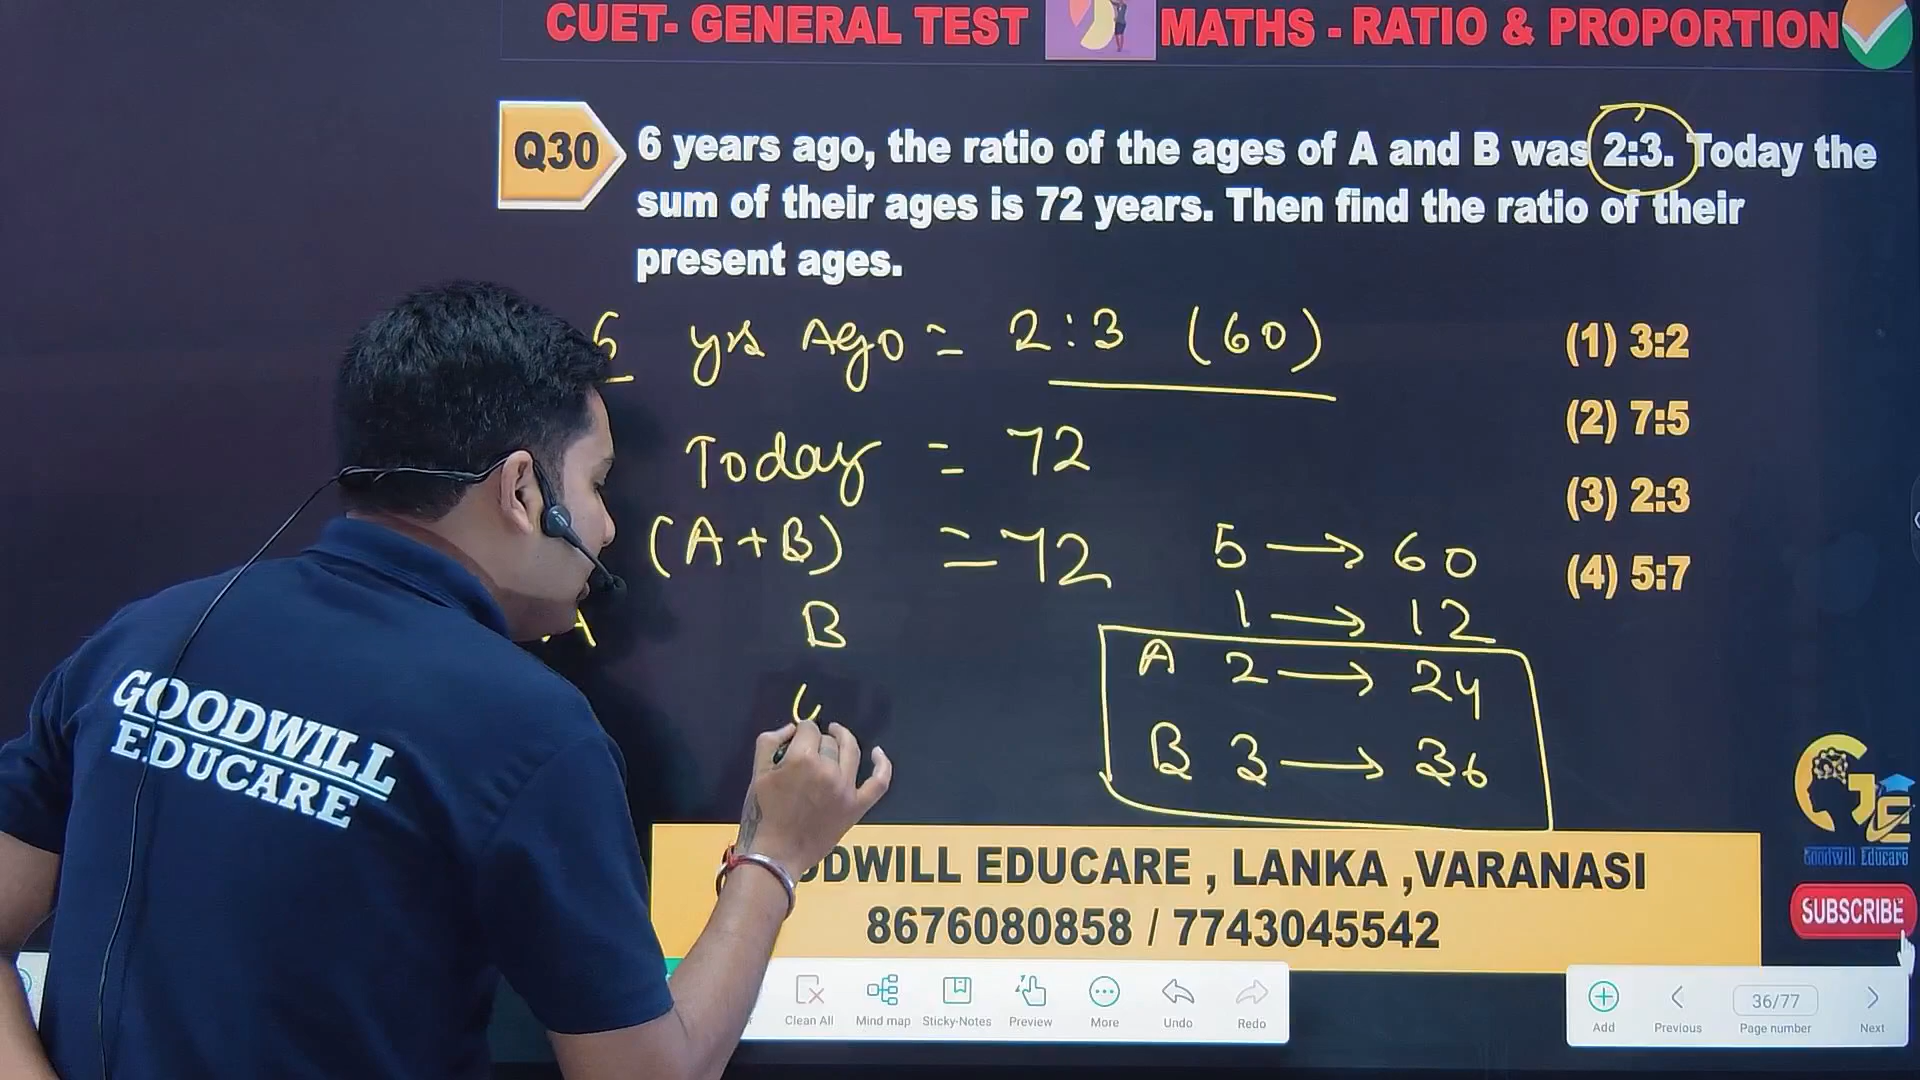 CUET- GENERAL TEST MATHS - RATIO & PROPORTION
Q30 6 years ago, the ratio of the ages of A and B was 2:3. Today the
sum of their ages is 72 years. Then find the ratio of their
present ages.
6 yrs Ago = 2:3 (60)
(1) 3:2
Today = 72
(2) 7:5
(3) 2:3
(A+B) = 72
5 → 60
(4) 5:7
1 → 12
A B
A 2 → 24
B 3 → 36
GOODWILL
EDUCARE
DWILL EDUCARE , LANKA ,VARANASI
8676080858 / 7743045542
Goodwill Educare
SUBSCRIBE
Clean All Mind map Sticky-Notes Preview More Undo Redo
36/77
Add Previous Page number Next